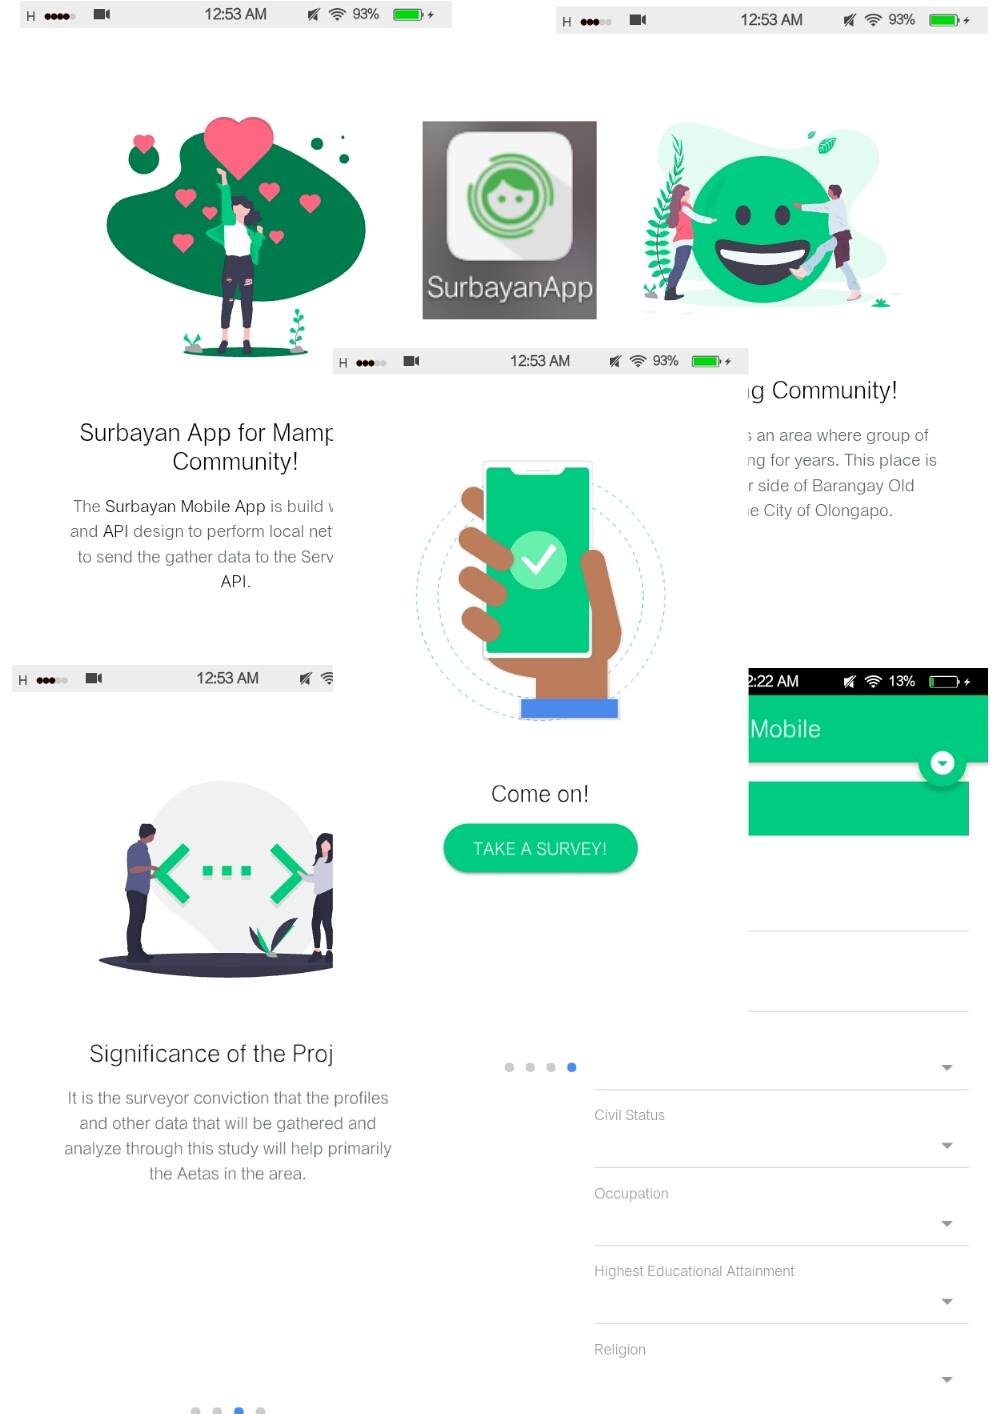 H 12:53 AM 93%
H 12:53 AM 93%
SurbayanApp
H 12:53 AM 93%
Surbayan App for Mamp
Community!
The Surbayan Mobile App is build
and API design to perform local net
to send the gather data to the Serv
API.
g Community!
s an area where group of
ng for years. This place is
r side of Barangay Old
e City of Olongapo.
H 12:53 AM
2:22 AM 13%
Mobile
Come on!
TAKE A SURVEY!
Significance of the Proj
It is the surveyor conviction that the profiles
and other data that will be gathered and
analyze through this study will help primarily
the Aetas in the area.
Civil Status
Occupation
Highest Educational Attainment
Religion